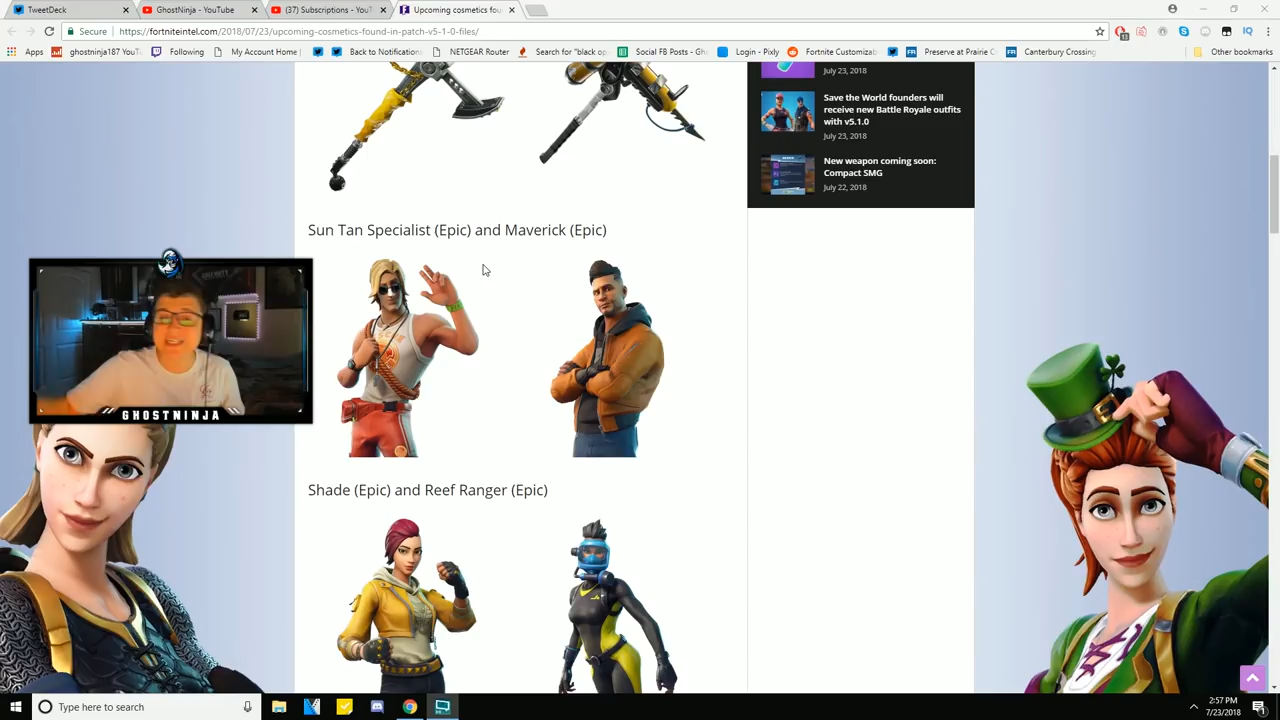 TweetDeck
GhostNinja - YouTube
(37) Subscriptions - YouT
Upcoming cosmetics fou
Secure
https://fortniteintel.com/2018/07/23/upcoming-cosmetics-found-in-patch-v5-1-0-files/
Apps
ghostninja187 YouT
Following
My Account Home
Back to Notification
NETGEAR Router
Search for "black o
Social FB Posts - Gh
Login - Pixly
Fortnite Customizab
Preserve at Prairie C
Canterbury Crossing
Other bookmarks
July 23, 2018
Save the World founders will
receive new Battle Royale outfits
with v5.1.0
July 23, 2018
New weapon coming soon:
Compact SMG
July 22, 2018
Sun Tan Specialist (Epic) and Maverick (Epic)
GHOSTNINJA
Shade (Epic) and Reef Ranger (Epic)
Type here to search
2:57 PM
7/23/2018